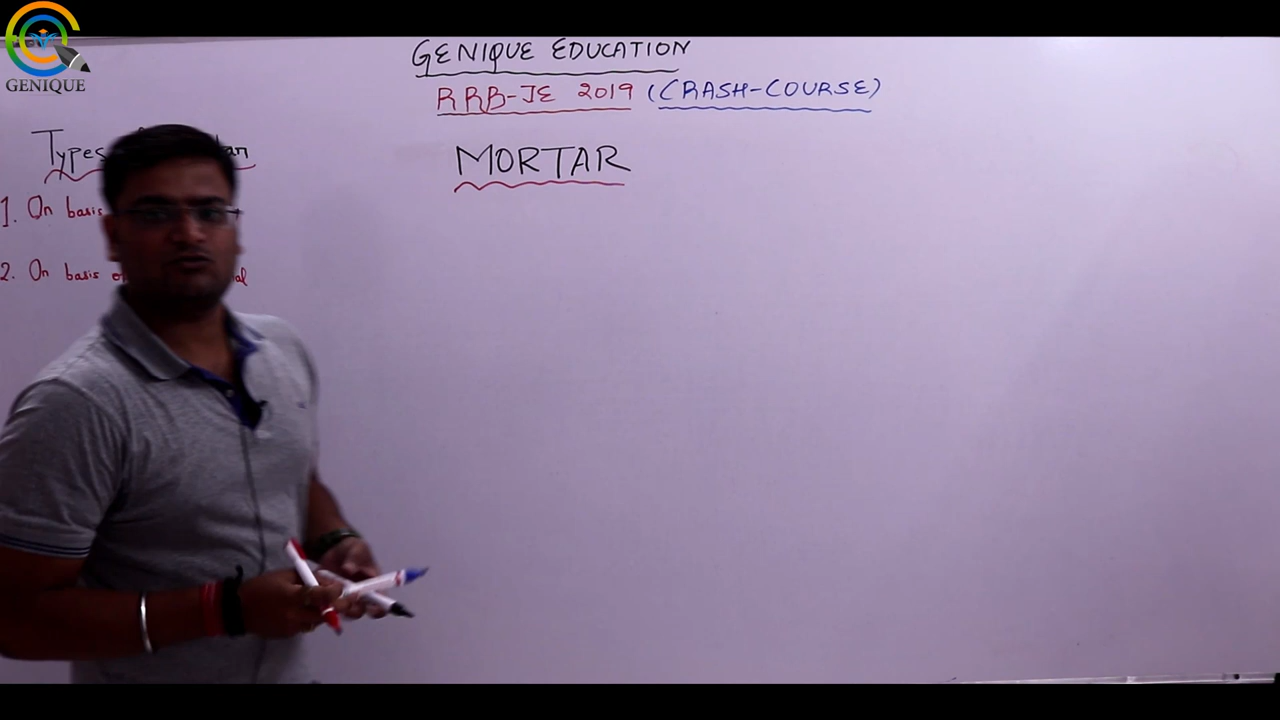 GENIQUE
GENIQUE EDUCATION
RRB-JE 2019 (CRASH-COURSE)
MORTAR
Types
1. On basis
2. On basis